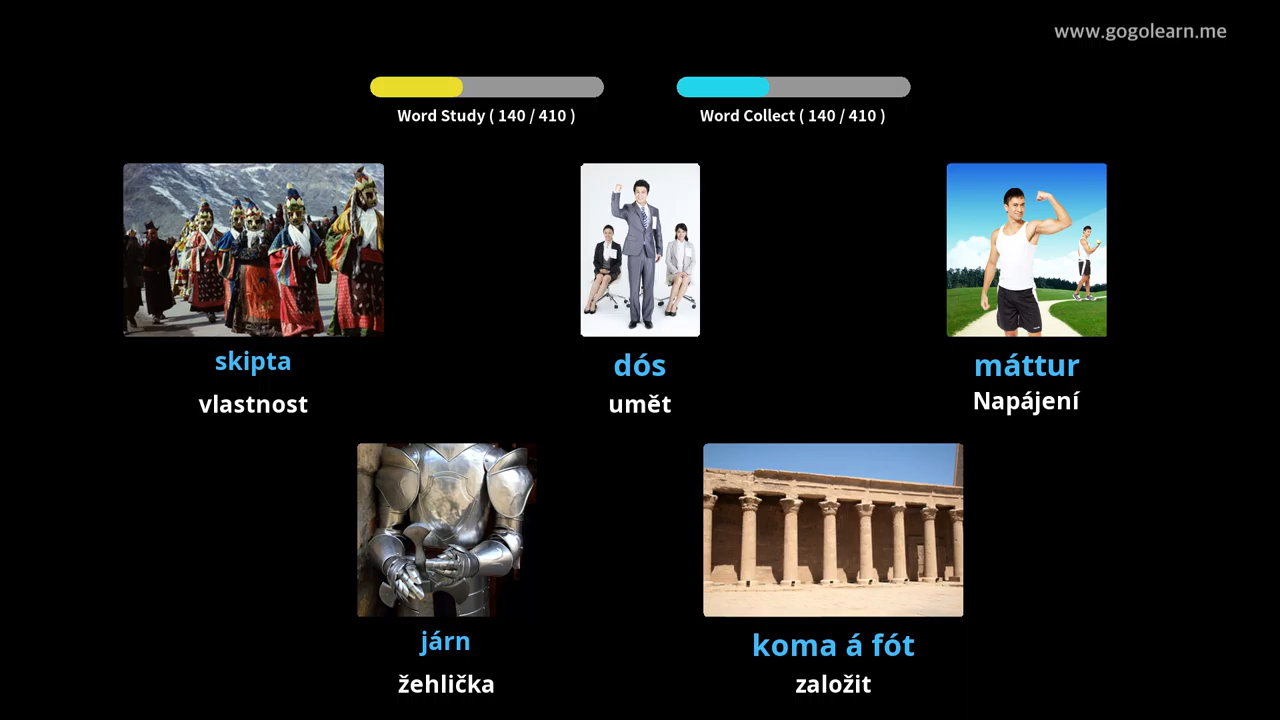 www.gogolearn.me
Word Study ( 140 / 410 )
Word Collect ( 140 / 410 )
skipta
vlastnost
dós
umět
máttur
Napájení
járn
žehlička
koma á fót
založit